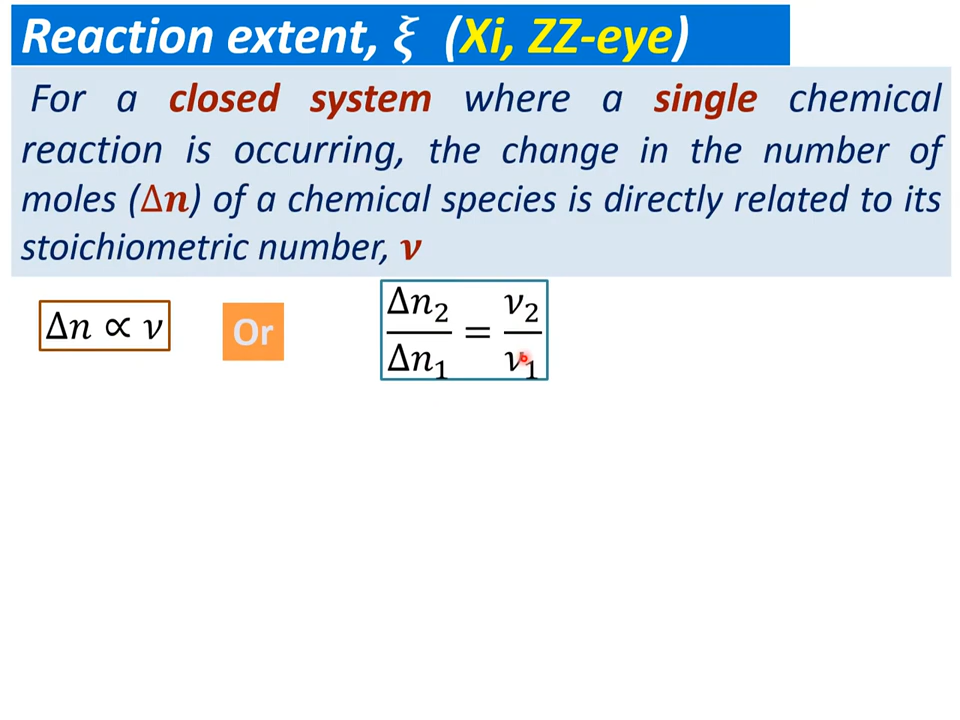 Reaction extent, ξ (Xi, ZZ-eye)
For a closed system where a single chemical
reaction is occurring, the change in the number of
moles (Δn) of a chemical species is directly related to its
stoichiometric number, ν
Δn ∝ ν Or Δn₂/Δn₁ = ν₂/ν₁